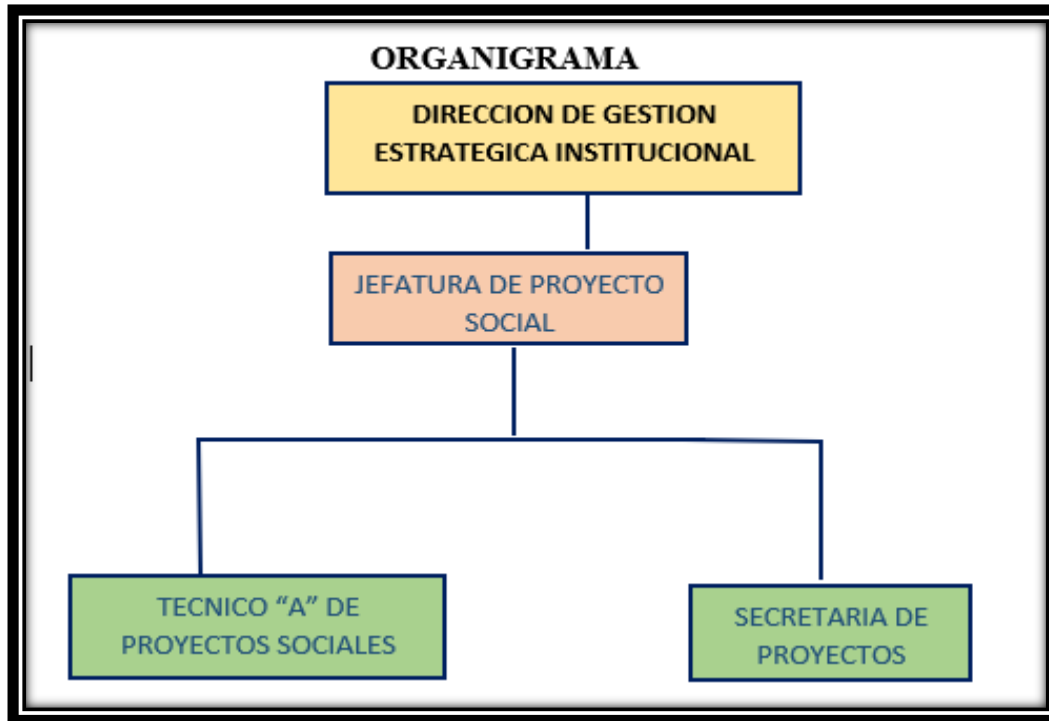 ORGANIGRAMA
DIRECCION DE GESTION
ESTRATEGICA INSTITUCIONAL
JEFATURA DE PROYECTO
SOCIAL
TECNICO “A” DE
PROYECTOS SOCIALES
SECRETARIA DE
PROYECTOS